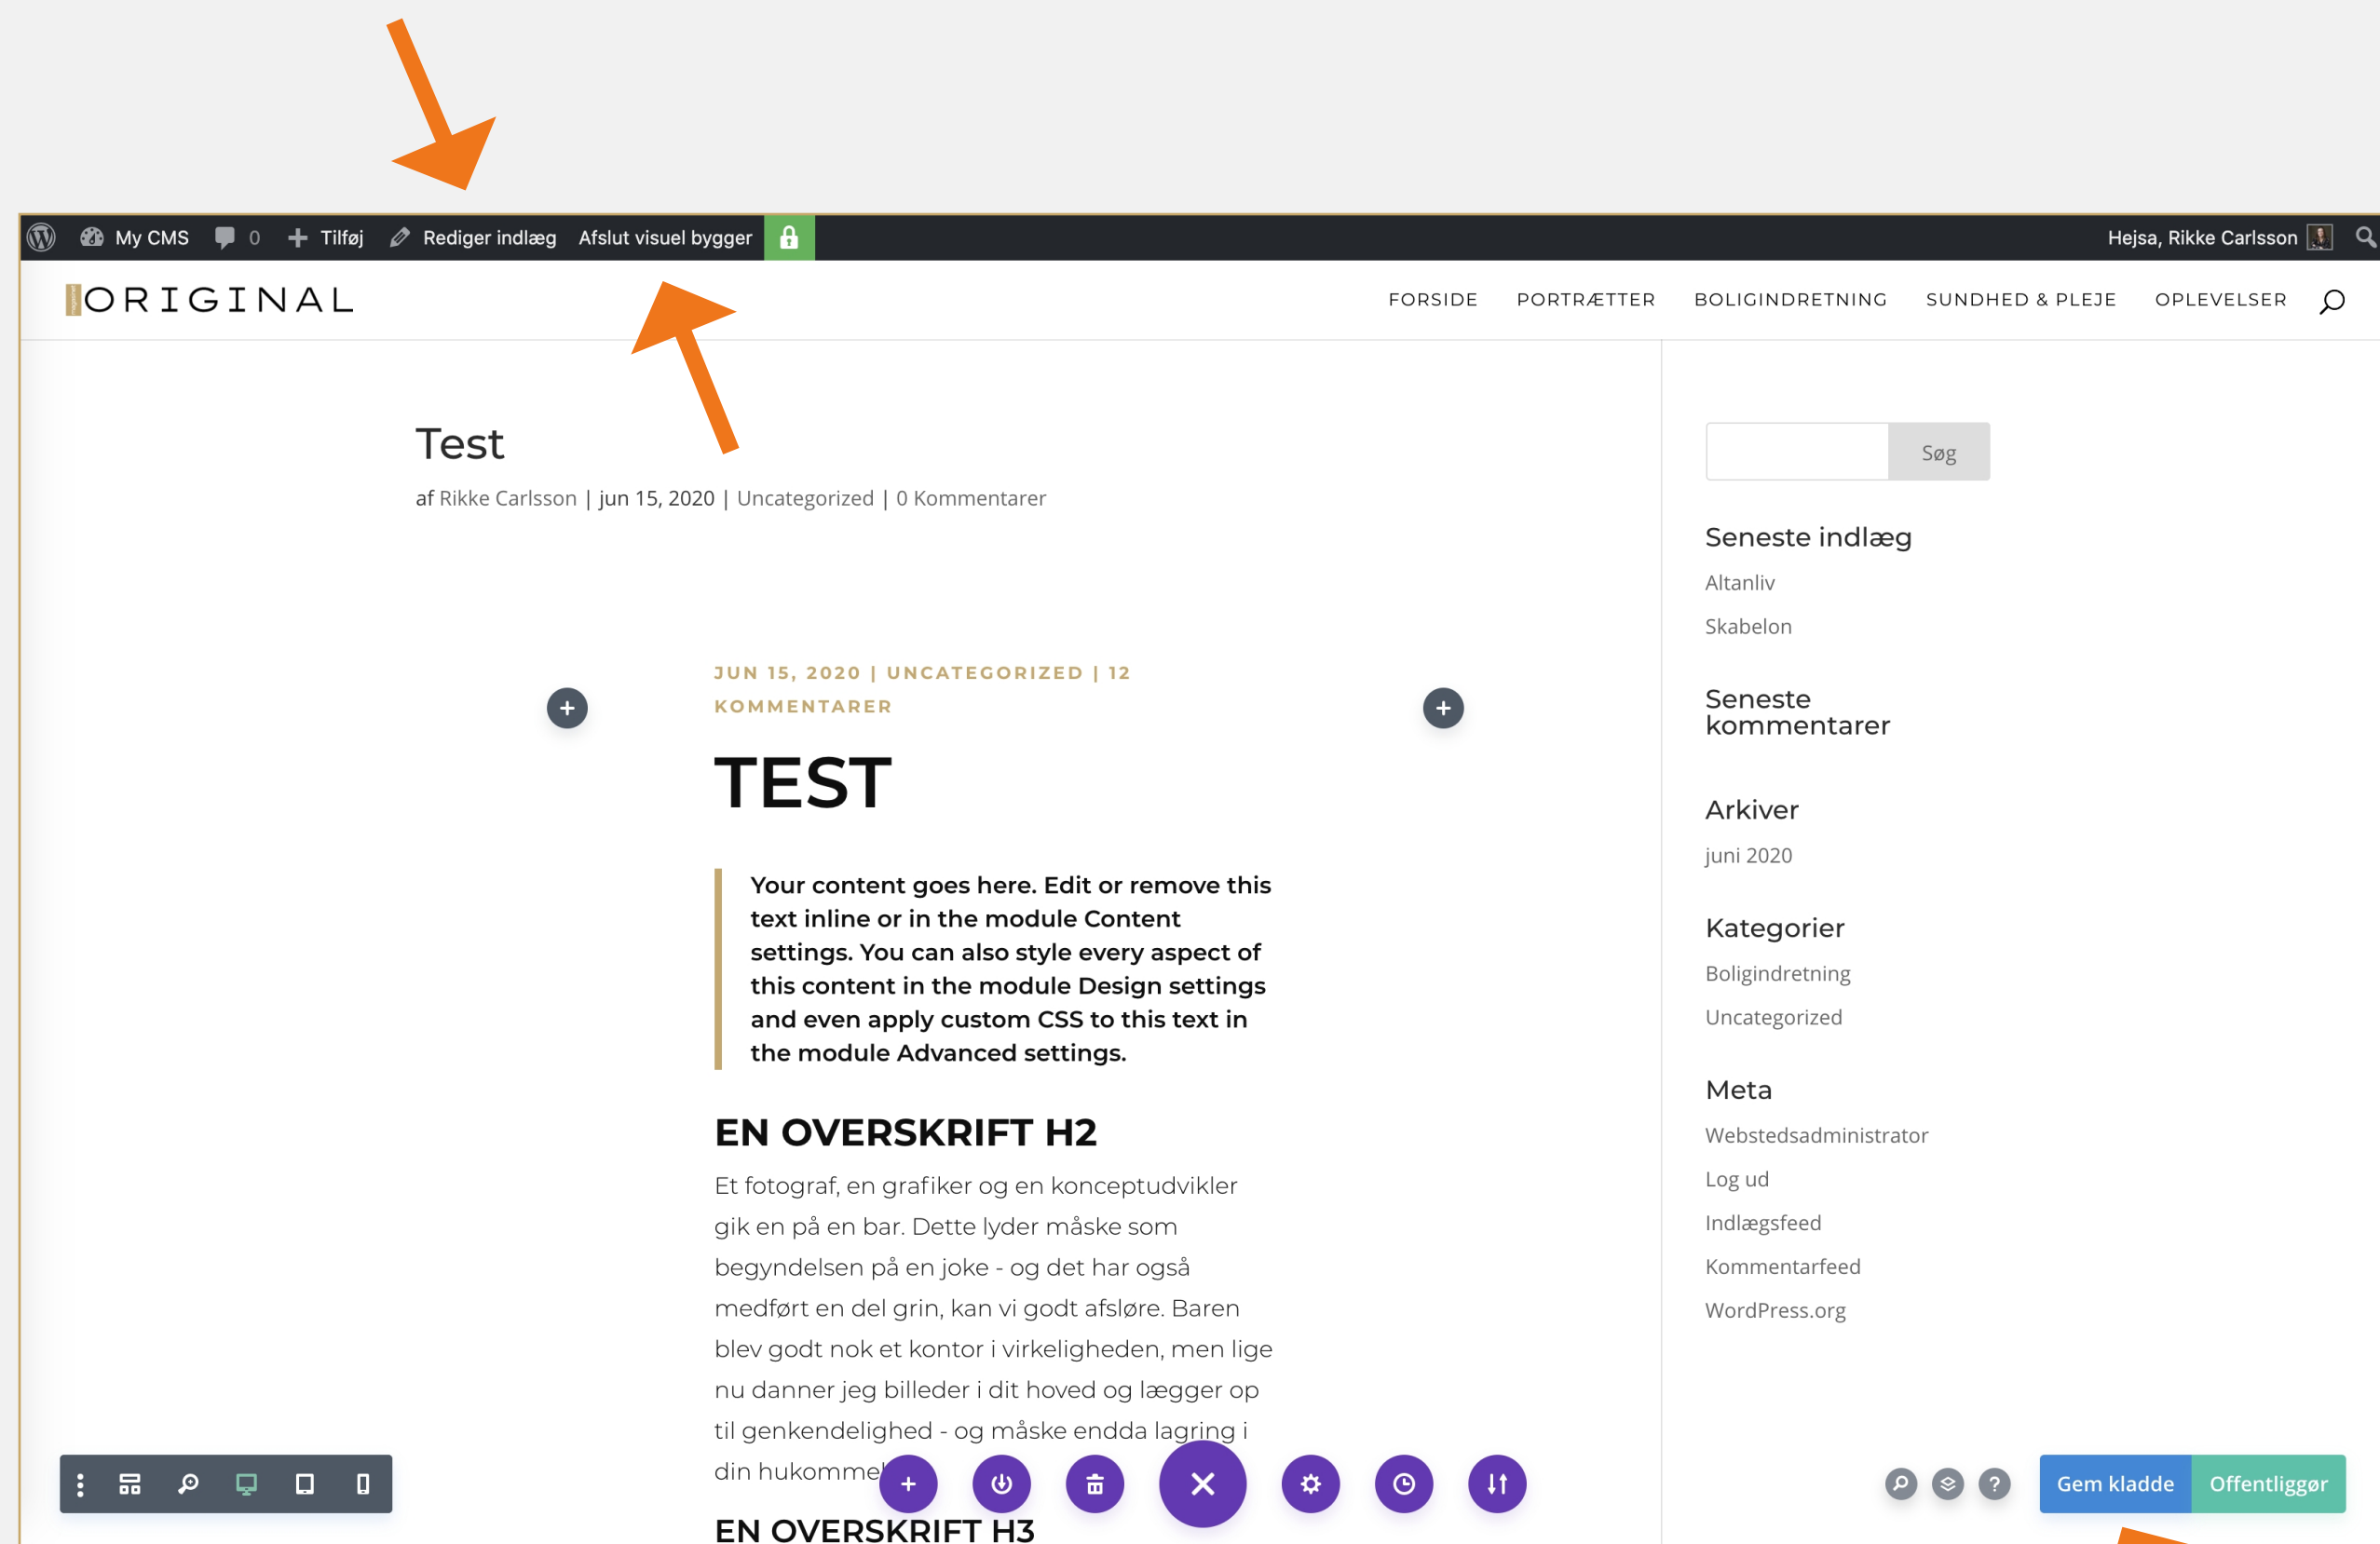 My CMS 0 Tilføj Rediger indlæg Afslut visuel bygger Hejsa, Rikke Carlsson
ORIGINAL FORSIDE PORTRÆTTER BOLIGINDRETNING SUNDHED & PLEJE OPLEVELSER
Test
af Rikke Carlsson | jun 15, 2020 | Uncategorized | 0 Kommentarer
JUN 15, 2020 | UNCATEGORIZED | 12
KOMMENTARER
TEST
Your content goes here. Edit or remove this
text inline or in the module Content
settings. You can also style every aspect of
this content in the module Design settings
and even apply custom CSS to this text in
the module Advanced settings.
EN OVERSKRIFT H2
Et fotograf, en grafiker og en konceptudvikler
gik en på en bar. Dette lyder måske som
begyndelsen på en joke - og det har også
medført en del grin, kan vi godt afsløre. Baren
blev godt nok et kontor i virkeligheden, men lige
nu danner jeg billeder i dit hoved og lægger op
til genkendelighed - og måske endda lagring i
din
EN OVERSKRIFT H3
Søg
Seneste indlæg
Altanliv
Skabelon
Seneste
kommentarer
Arkiver
juni 2020
Kategorier
Boligindretning
Uncategorized
Meta
Webstedsadministrator
Log ud
Indlægsfeed
Kommentarfeed
WordPress.org
? Gem kladde Offentliggør